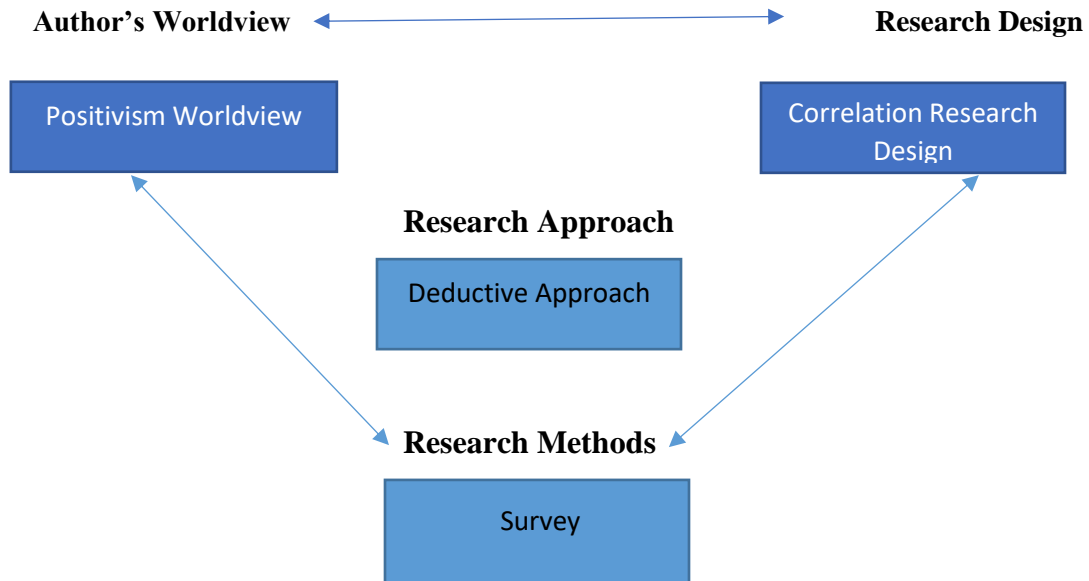 Author’s Worldview
Research Design
Positivism Worldview
Correlation Research
Design
Research Approach
Deductive Approach
Research Methods
Survey